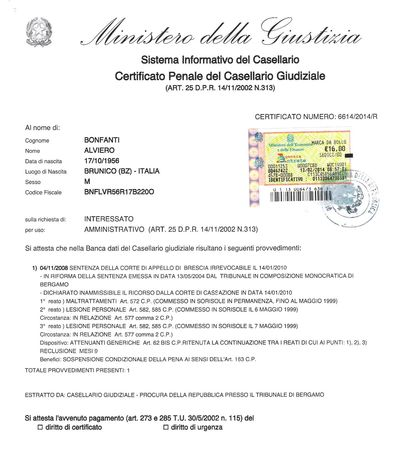 Ministero della Giustizia
Sistema Informativo del Casellario
Certificato Penale del Casellario Giudiziale
(ART. 25 D.P.R. 14/11/2002 N.313)
CERTIFICATO NUMERO: 6614/2014/R
Al nome di:
Cognome BONFANTI
Nome ALVIERO
Data di nascita 17/10/1956
Luogo di Nascita BRUNICO (BZ) - ITALIA
Sesso M
Codice Fiscale BNFLVR56R17B220O
MARCA DA BOLLO
€16,00
sulla richiesta di: INTERESSATO
per uso: AMMINISTRATIVO (ART. 25 D.P.R. 14/11/2002 N.313)
Si attesta che nella Banca dati del Casellario giudiziale risultano i seguenti provvedimenti:
1) 04/11/2008 SENTENZA DELLA CORTE DI APPELLO DI BRESCIA IRREVOCABILE IL 14/01/2010
- IN RIFORMA DELLA SENTENZA EMESSA IN DATA 13/05/2004 DAL TRIBUNALE IN COMPOSIZIONE MONOCRATICA DI
BERGAMO
- DICHIARATO INAMMISSIBILE IL RICORSO DALLA CORTE DI CASSAZIONE IN DATA 14/01/2010
1° reato ) MALTRATTAMENTI Art. 572 C.P. (COMMESSO IN SORISOLE IN PERMANENZA, FINO AL MAGGIO 1999)
2° reato ) LESIONE PERSONALE Art. 582, 585 C.P. (COMMESSO IN SORISOLE IL 6 MAGGIO 1999)
Circostanza: IN RELAZIONE Art. 577 comma 2 C.P.)
3° reato ) LESIONE PERSONALE Art. 582, 585 C.P. (COMMESSO IN SORISOLE IL 7 MAGGIO 1999)
Circostanza: IN RELAZIONE Art. 577 comma 2 C.P.)
Dispositivo: ATTENUANTI GENERICHE Art. 62 BIS C.P.RITENUTA LA CONTINUAZIONE TRA I REATI DI CUI AI PUNTI: 1), 2), 3)
RECLUSIONE MESI 9
Benefici: SOSPENSIONE CONDIZIONALE DELLA PENA AI SENSI DELL'Art. 163 C.P.
TOTALE PROVVEDIMENTI PRESENTI: 1
ESTRATTO DA: CASELLARIO GIUDIZIALE - PROCURA DELLA REPUBBLICA PRESSO IL TRIBUNALE DI BERGAMO
Si attesta l'avvenuto pagamento (art. 273 e 285 T.U. 30/5/2002 n. 115) del
diritto di certificato diritto di urgenza